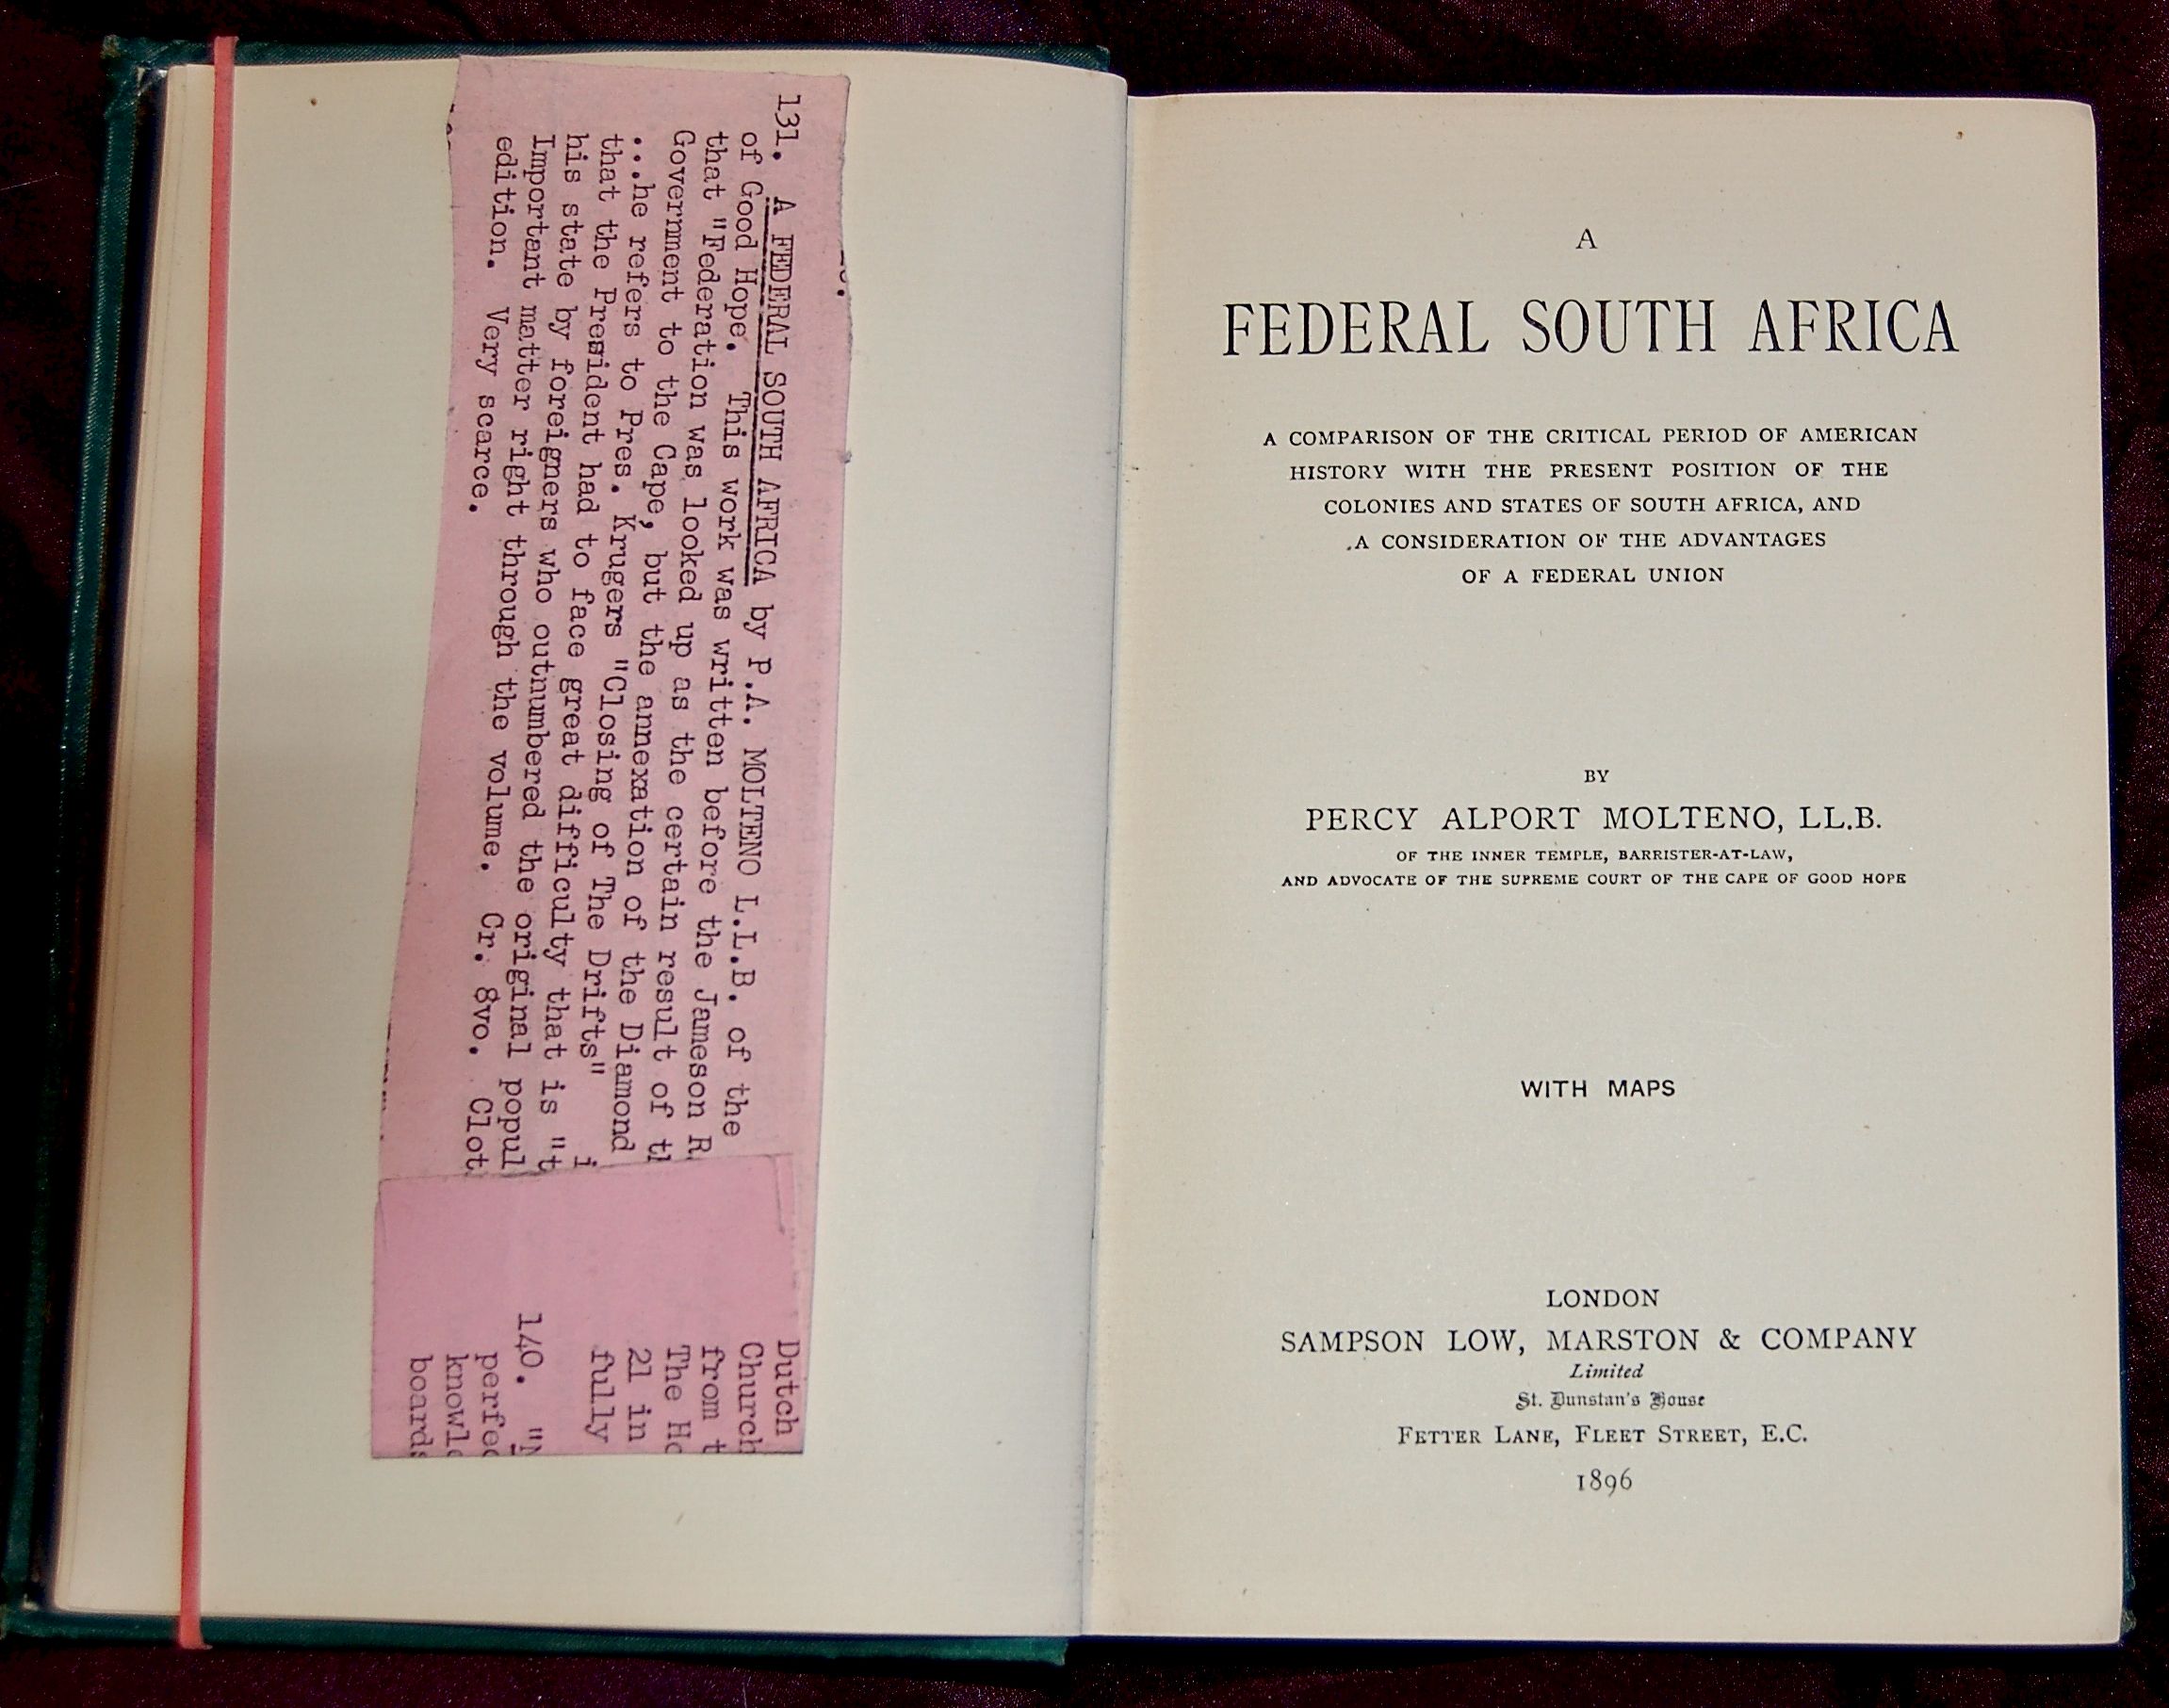 131. A FEDERAL SOUTH AFRICA by P.A. MOLTENO L.L.B. of the
of Good Hope. This work was written before the Jameson R
that "Federation was looked up as the certain result of
Government to the Cape, but the annexation of the Diamond
...he refers to Pres. Krugers "Closing of The Drifts"
that the President had to face great difficulty that is "t
his state by foreigners who outnumbered the original popul
Important matter right through the volume. Cr. 8vo. Clot
edition. Very scarce.
Dutch
Church
from
The
21 in
fully
140.
boards
A
FEDERAL SOUTH AFRICA
A COMPARISON OF THE CRITICAL PERIOD OF AMERICAN
HISTORY WITH THE PRESENT POSITION OF THE
COLONIES AND STATES OF SOUTH AFRICA, AND
A CONSIDERATION OF THE ADVANTAGES
OF A FEDERAL UNION
BY
PERCY ALPORT MOLTENO, LL.B.
OF THE INNER TEMPLE, BARRISTER-AT-LAW,
AND ADVOCATE OF THE SUPREME COURT OF THE CAPE OF GOOD HOPE
WITH MAPS
LONDON
SAMPSON LOW, MARSTON & COMPANY
Limited
St. Dunstan's House
FETTER LANE, FLEET STREET, E.C.
1896